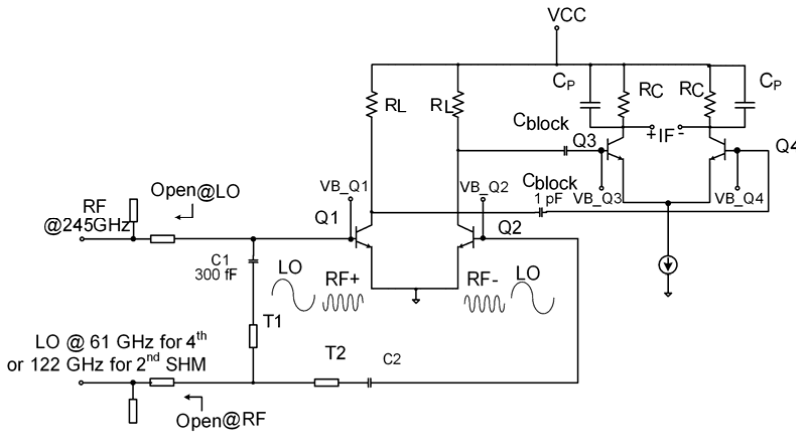 VCC
CP
RC
RC
CP
RL
RL
Cblock
Q3
+IF-
Q4
VB_Q1
VB_Q2
Cblock
1 pF
VB_Q3
VB_Q4
RF
@245GHz
Open@LO
Q1
Q2
C1
300 fF
LO
RF+
RF-
LO
T1
LO @ 61 GHz for 4th
or 122 GHz for 2nd SHM
T2
C2
Open@RF